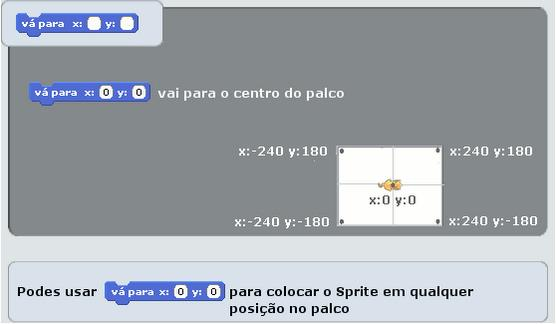 vá para x: y:
vá para x: 0 y: 0 vai para o centro do palco
x:-240 y:180 x:240 y:180
x:0 y:0
x:-240 y:-180 x:240 y:-180
Podes usar vá para x: 0 y: 0 para colocar o Sprite em qualquer
posição no palco